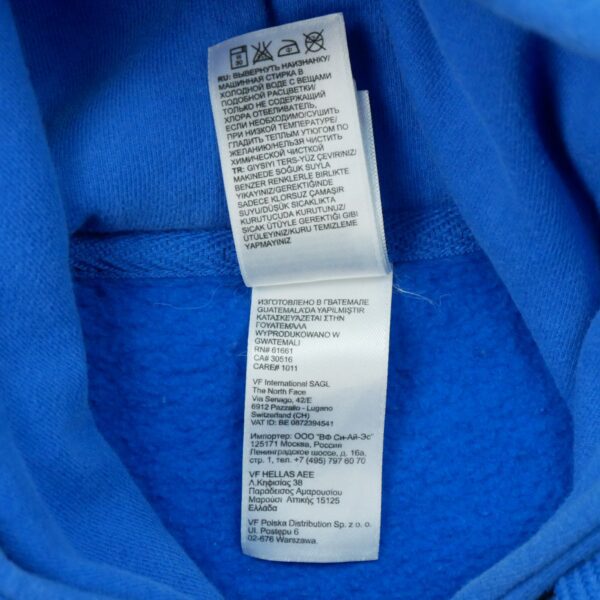 RU: ВЫВЕРНУТЬ НАИЗНАНКУ/
МАШИННАЯ СТИРКА В
ХОЛОДНОЙ ВОДЕ С ВЕЩАМИ
ПОДОБНОЙ РАСЦВЕТКИ/
ТОЛЬКО НЕ СОДЕРЖАЩИЙ
ХЛОРА ОТБЕЛИВАТЕЛЬ,
ЕСЛИ НЕОБХОДИМО/СУШИТЬ
ПРИ НИЗКОЙ ТЕМПЕРАТУРЕ/
ГЛАДИТЬ ТЕПЛЫМ УТЮГОМ ПО
ЖЕЛАНИЮ/НЕЛЬЗЯ ЧИСТИТЬ
ХИМИЧЕСКОЙ ЧИСТКОЙ
TR: GIYSIYI TERS-YÜZ ÇEVIRINIZ/
MAKINEDE SOĞUK SUYLA
BENZER RENKLERLE BIRLIKTE
YIKAYINIZ/GEREKTIĞINDE
SADECE KLORSUZ ÇAMAŞIR
SUYU/DÜŞÜK SICAKLIKTA
KURUTUCUDA KURUTUNUZ/
SICAK ÜTÜYLE GEREKTIĞI GIBI
ÜTÜLEYINIZ/KURU TEMIZLEME
YAPMAYINIZ
ИЗГОТОВЛЕНО В ГВАТЕМАЛЕ
GUATEMALA'DA YAPILMIŞTIR
ΚΑΤΑΣΚΕΥΑΖΕΤΑΙ ΣΤΗΝ
ΓΟΥΑΤΕΜΑΛΑ
WYPRODUKOWANO W
GWATEMALI
RN# 61661
CA# 30516
CARE# 1011
VF International SAGL
The North Face
Via Senago, 42/E
6912 Pazzallo - Lugano
Switzerland (CH)
VAT ID: BE 0872394541
Импортер: ООО "ВФ Си-Ай-Эс"
125171 Москва, Россия
Ленинградское шоссе, д. 16а,
стр. 1, тел. +7 (495) 797 60 70
VF HELLAS AEE
Λ.Κηφισίας 38
Παράδεισος Αμαρουσίου
Μαρούσι Αττικής 15125
Ελλάδα
VF Polska Distribution Sp. z o. o.
Ul. Postępu 6
02-676 Warszawa.